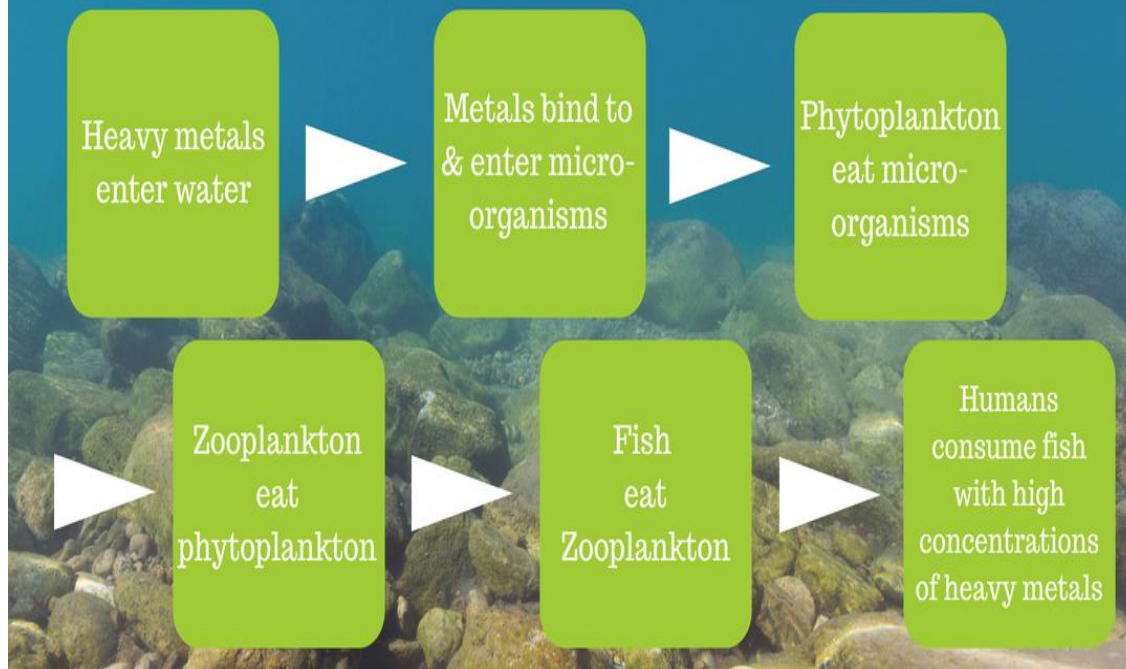 Heavy metals
enter water
Metals bind to
& enter micro-
organisms
Phytoplankton
eat micro-
organisms
Zooplankton
eat
phytoplankton
Fish
eat
Zooplankton
Humans
consume fish
with high
concentrations
of heavy metals